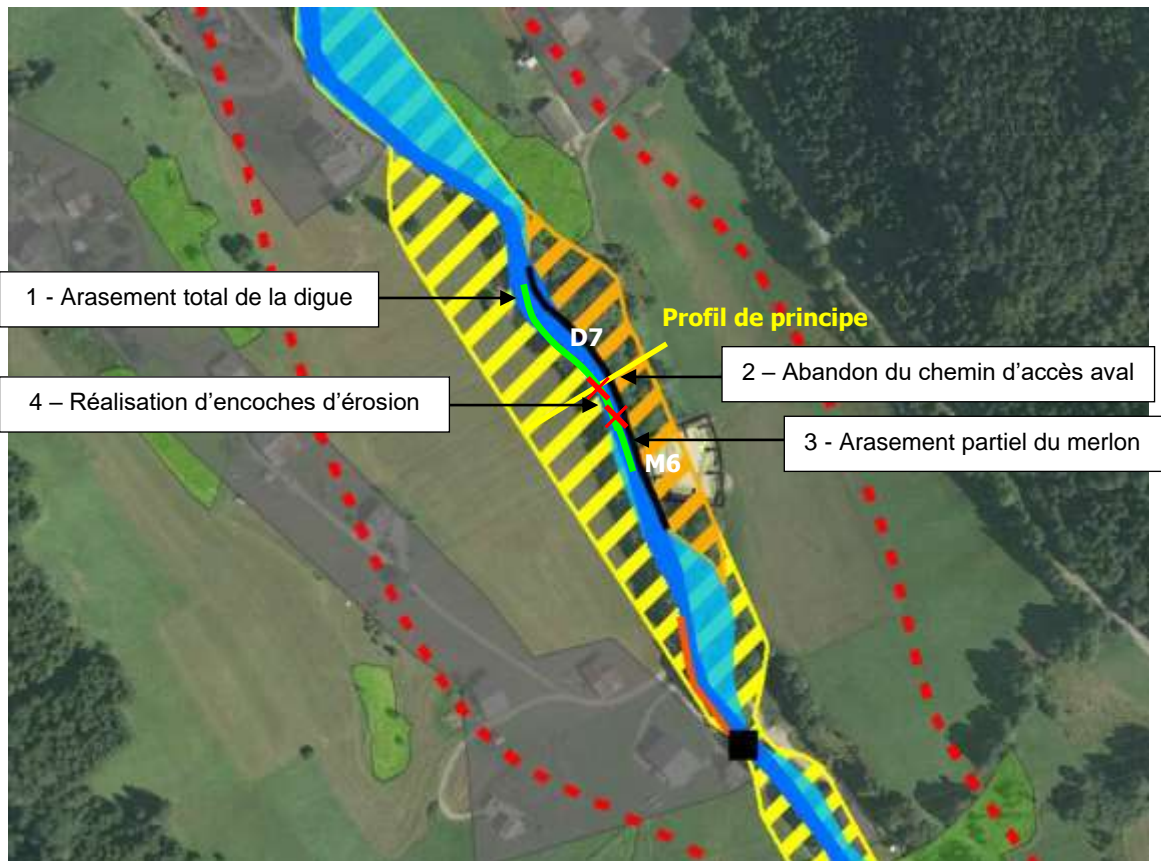 1 - Arasement total de la digue
Profil de principe
D7
2 – Abandon du chemin d'accès aval
4 – Réalisation d'encoches d'érosion
3 - Arasement partiel du merlon
M6